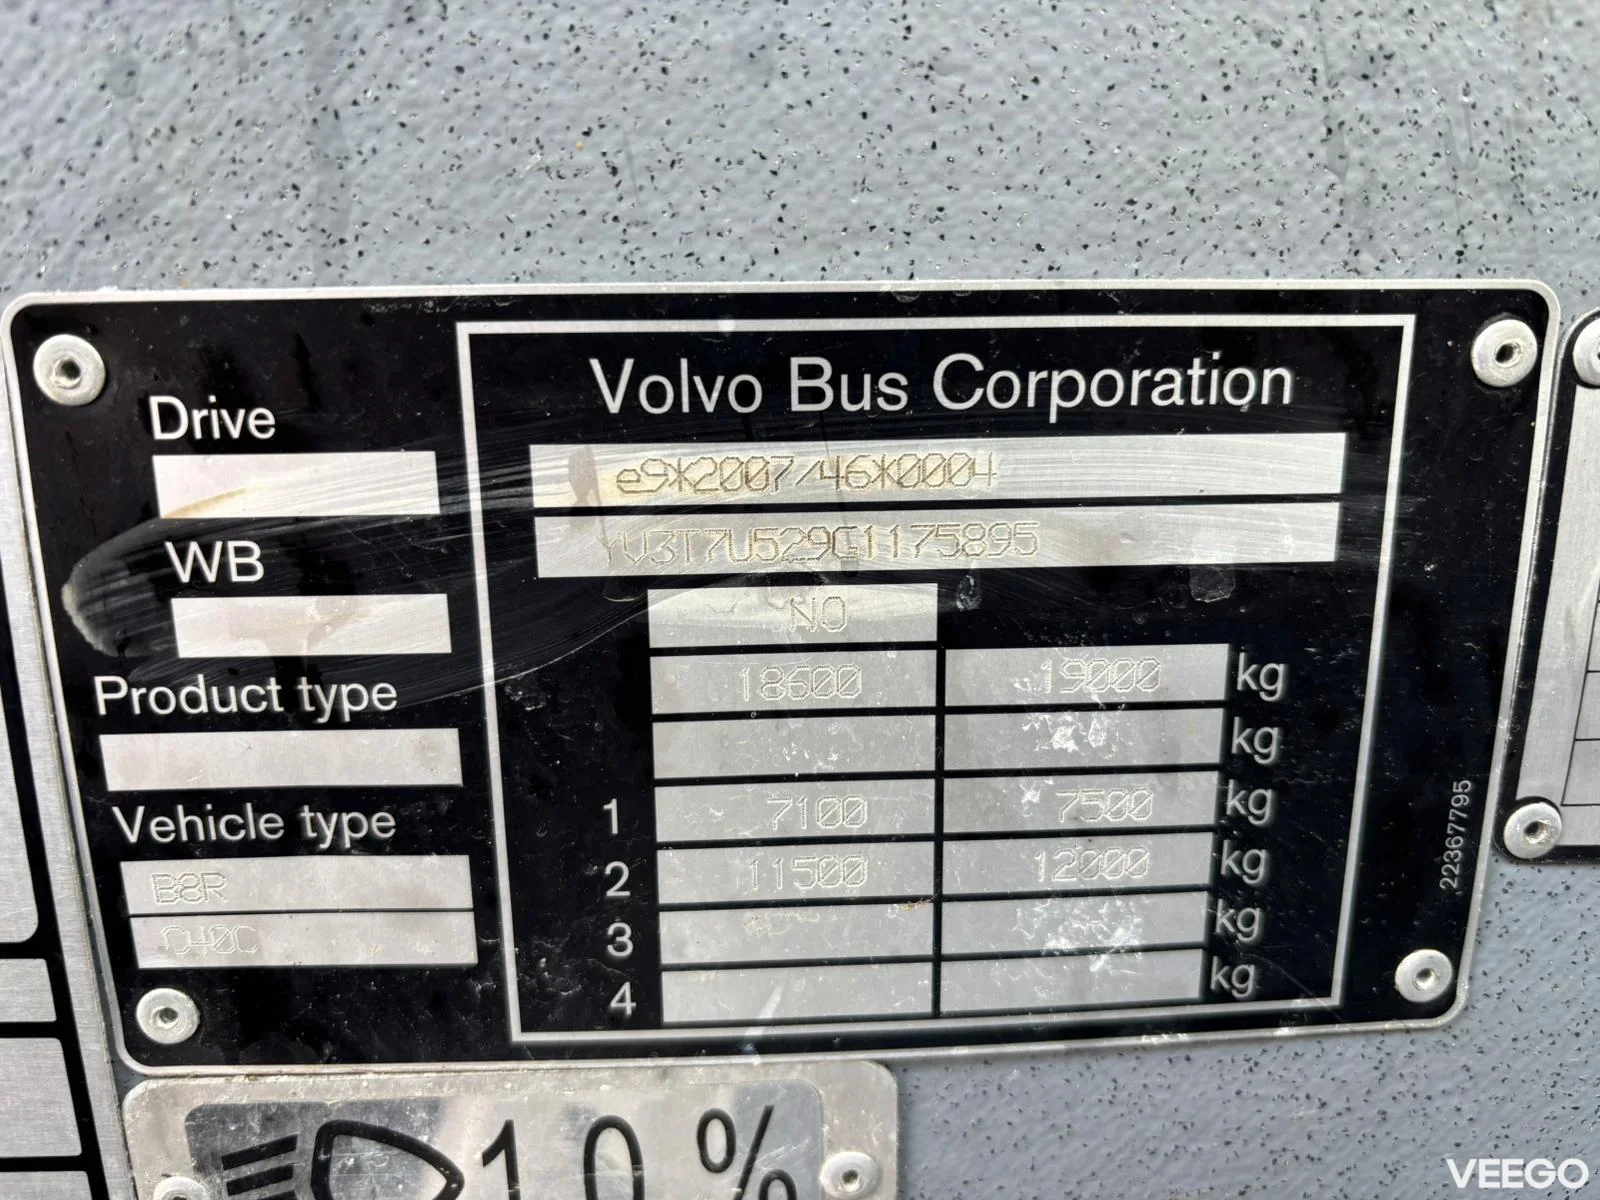 Volvo Bus Corporation
Drive
e9*2007/46*0004
YV3T7U529G1175895
WB
NO
18600 19000 kg
Product type
kg
Vehicle type
1 7100 7500 kg
B8R
2 11500 12000 kg
3 kg
4 kg
22367795
10 %
VEEGO